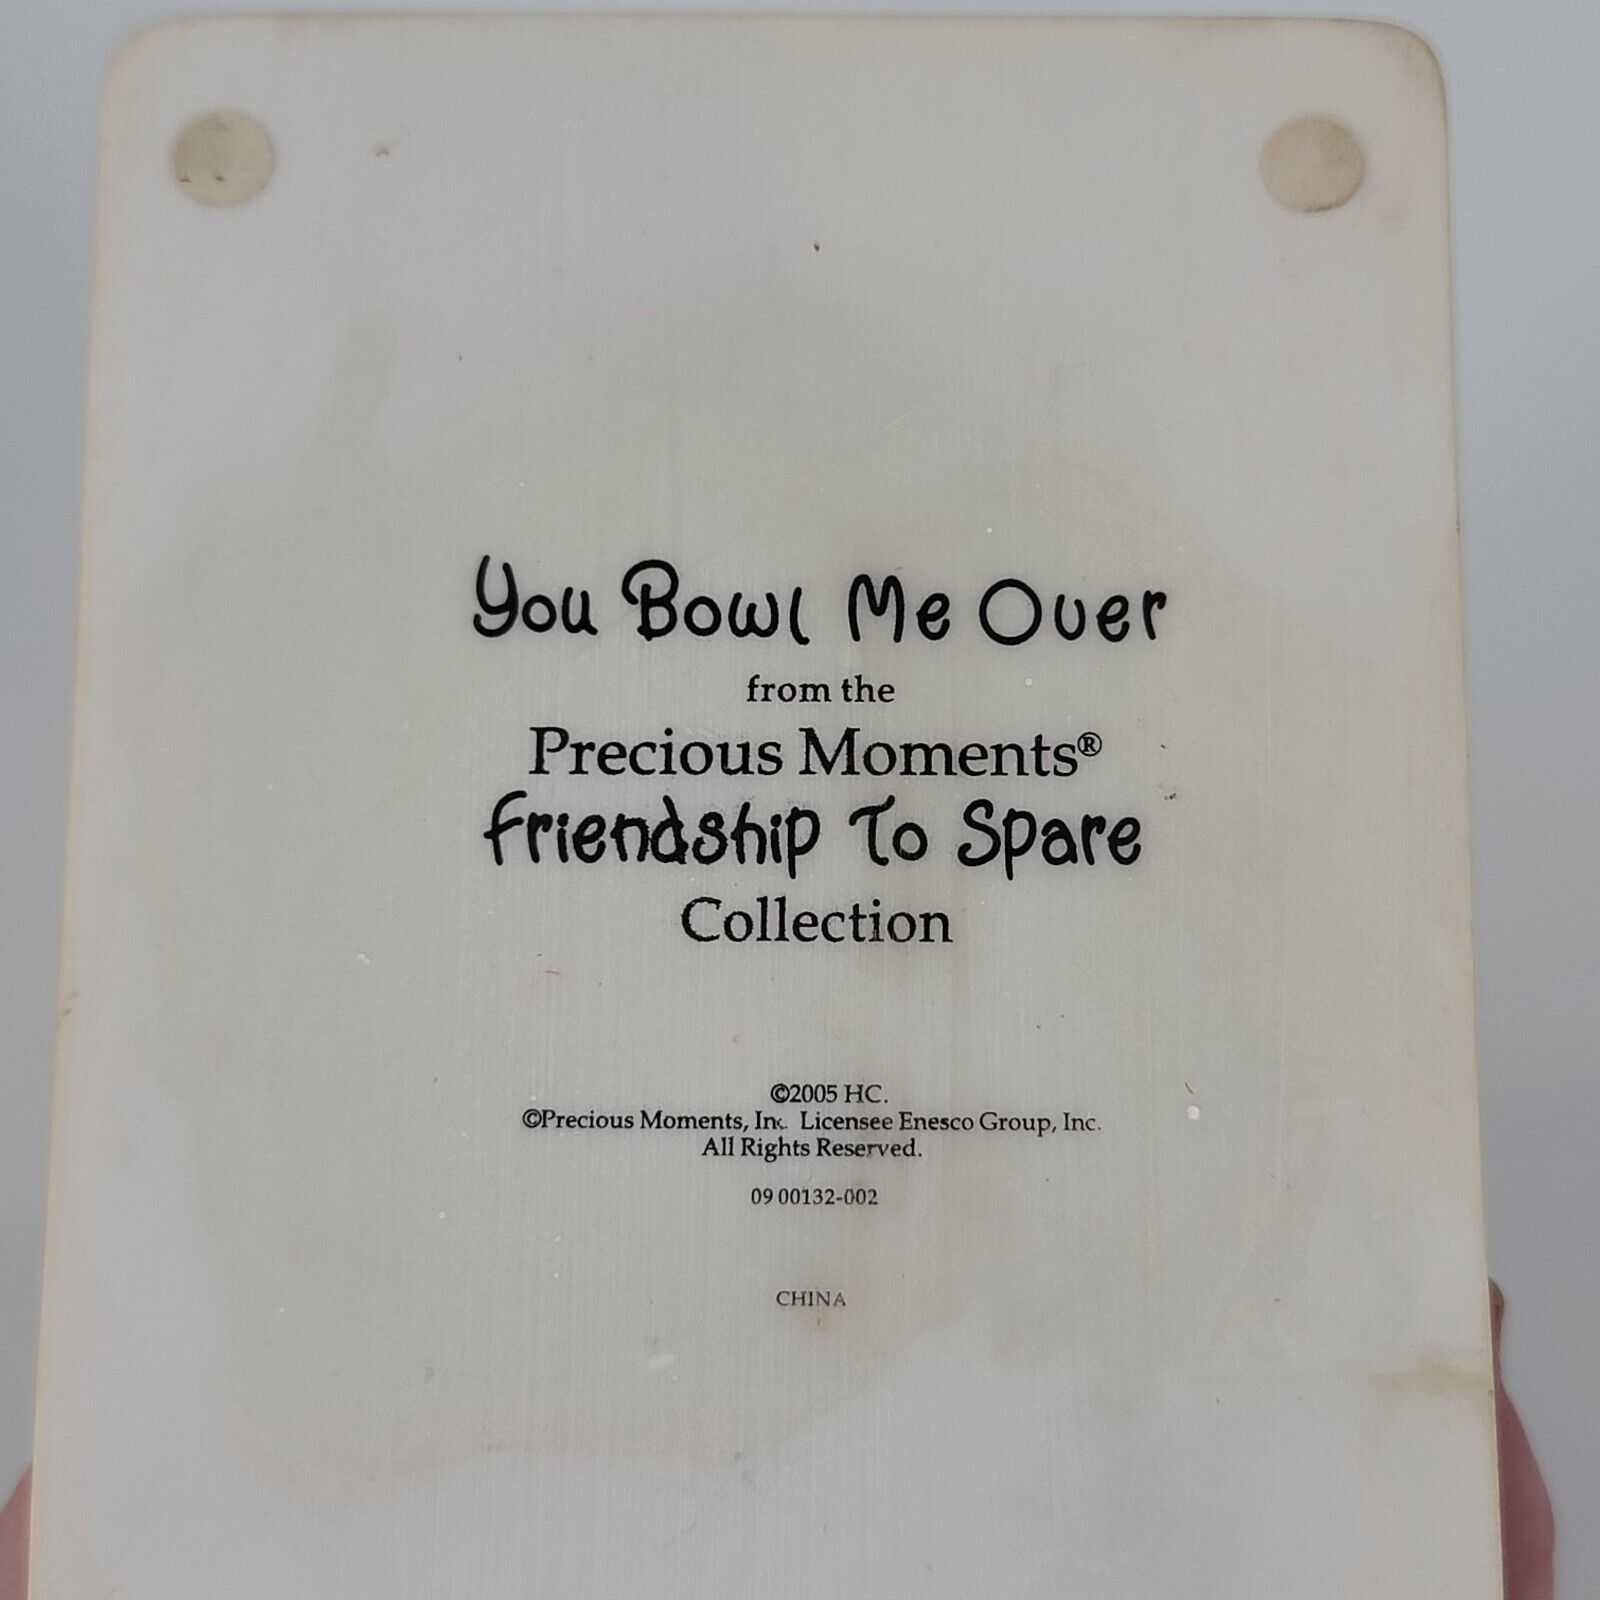 You Bowl Me Over
from the
Precious Moments®
Friendship To Spare
Collection
©2005 HC.
©Precious Moments, Inc. Licensee Enesco Group, Inc.
All Rights Reserved.
09 00132-002
CHINA